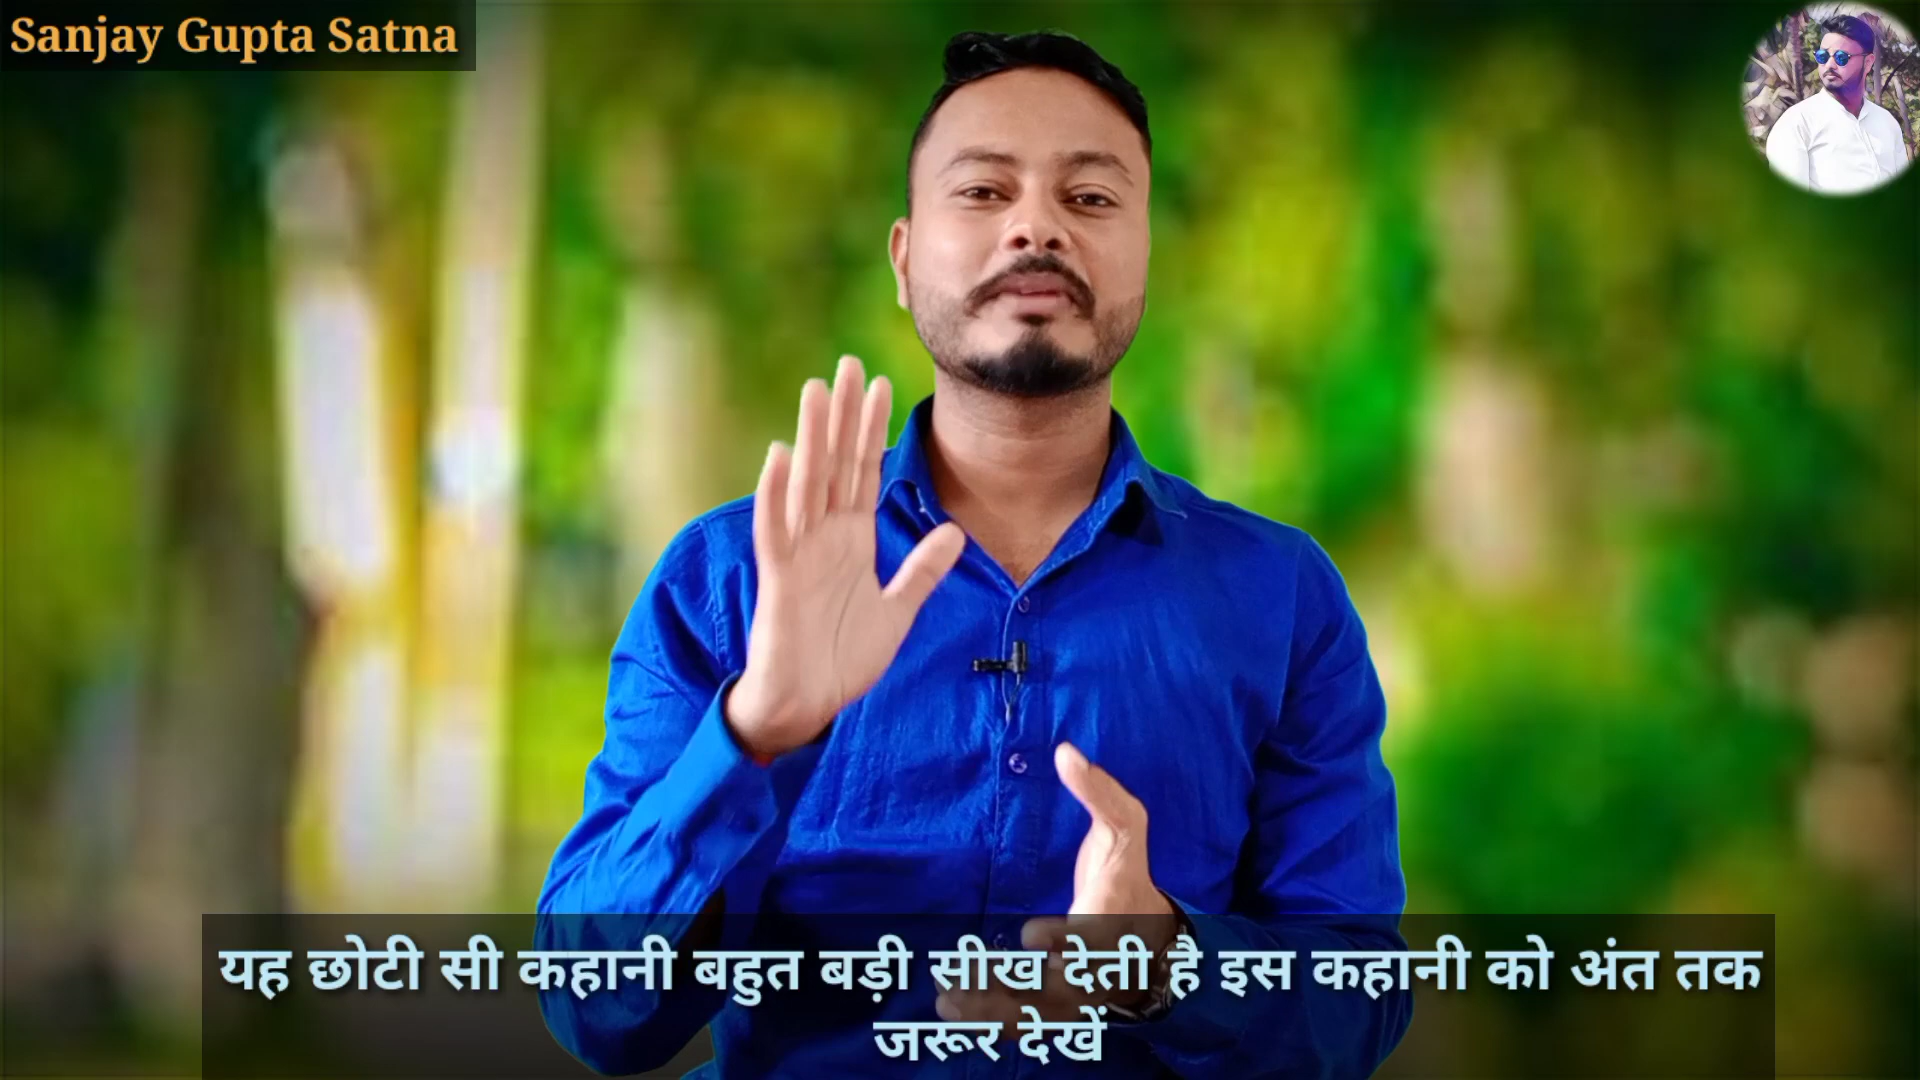 Sanjay Gupta Satna
यह छोटी सी कहानी बहुत बड़ी सीख देती है इस कहानी को अंत तक
जरूर देखें